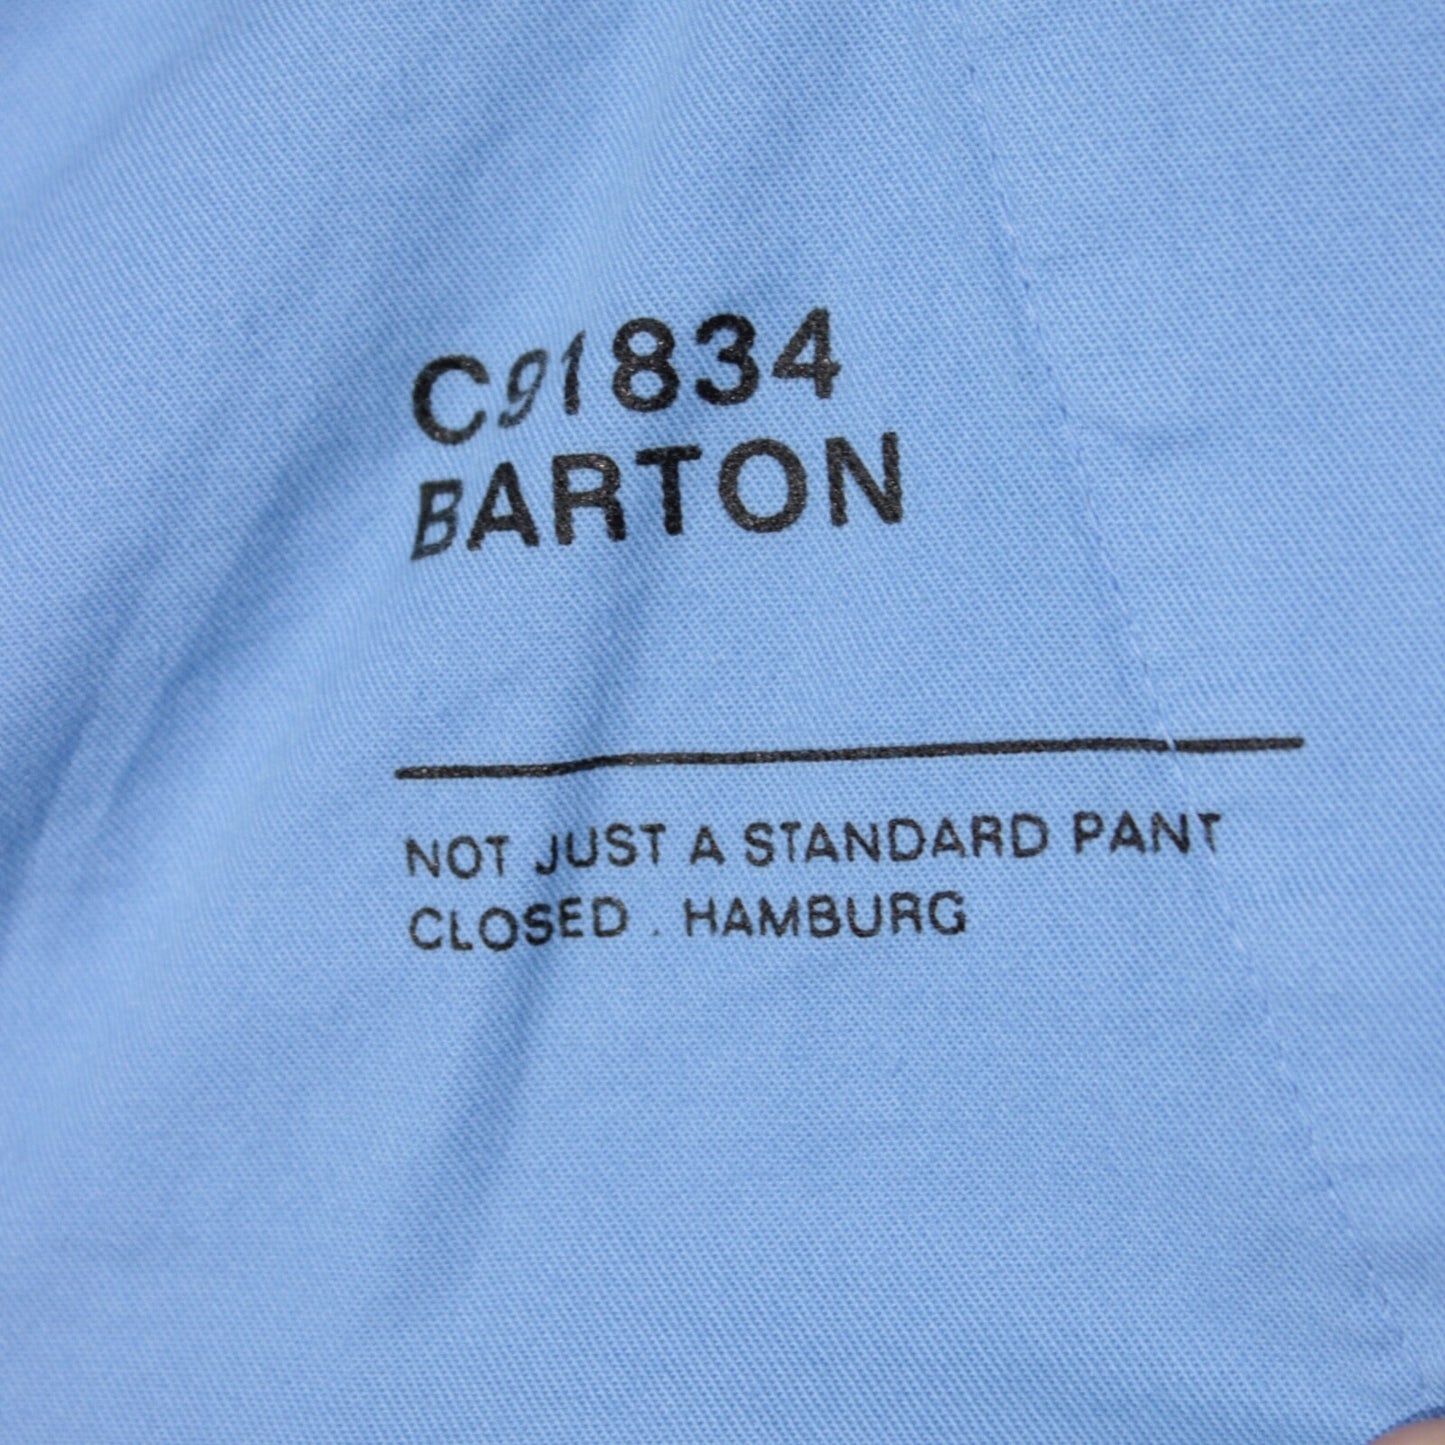 C91834
BARTON
NOT JUST A STANDARD PANT
CLOSED . HAMBURG